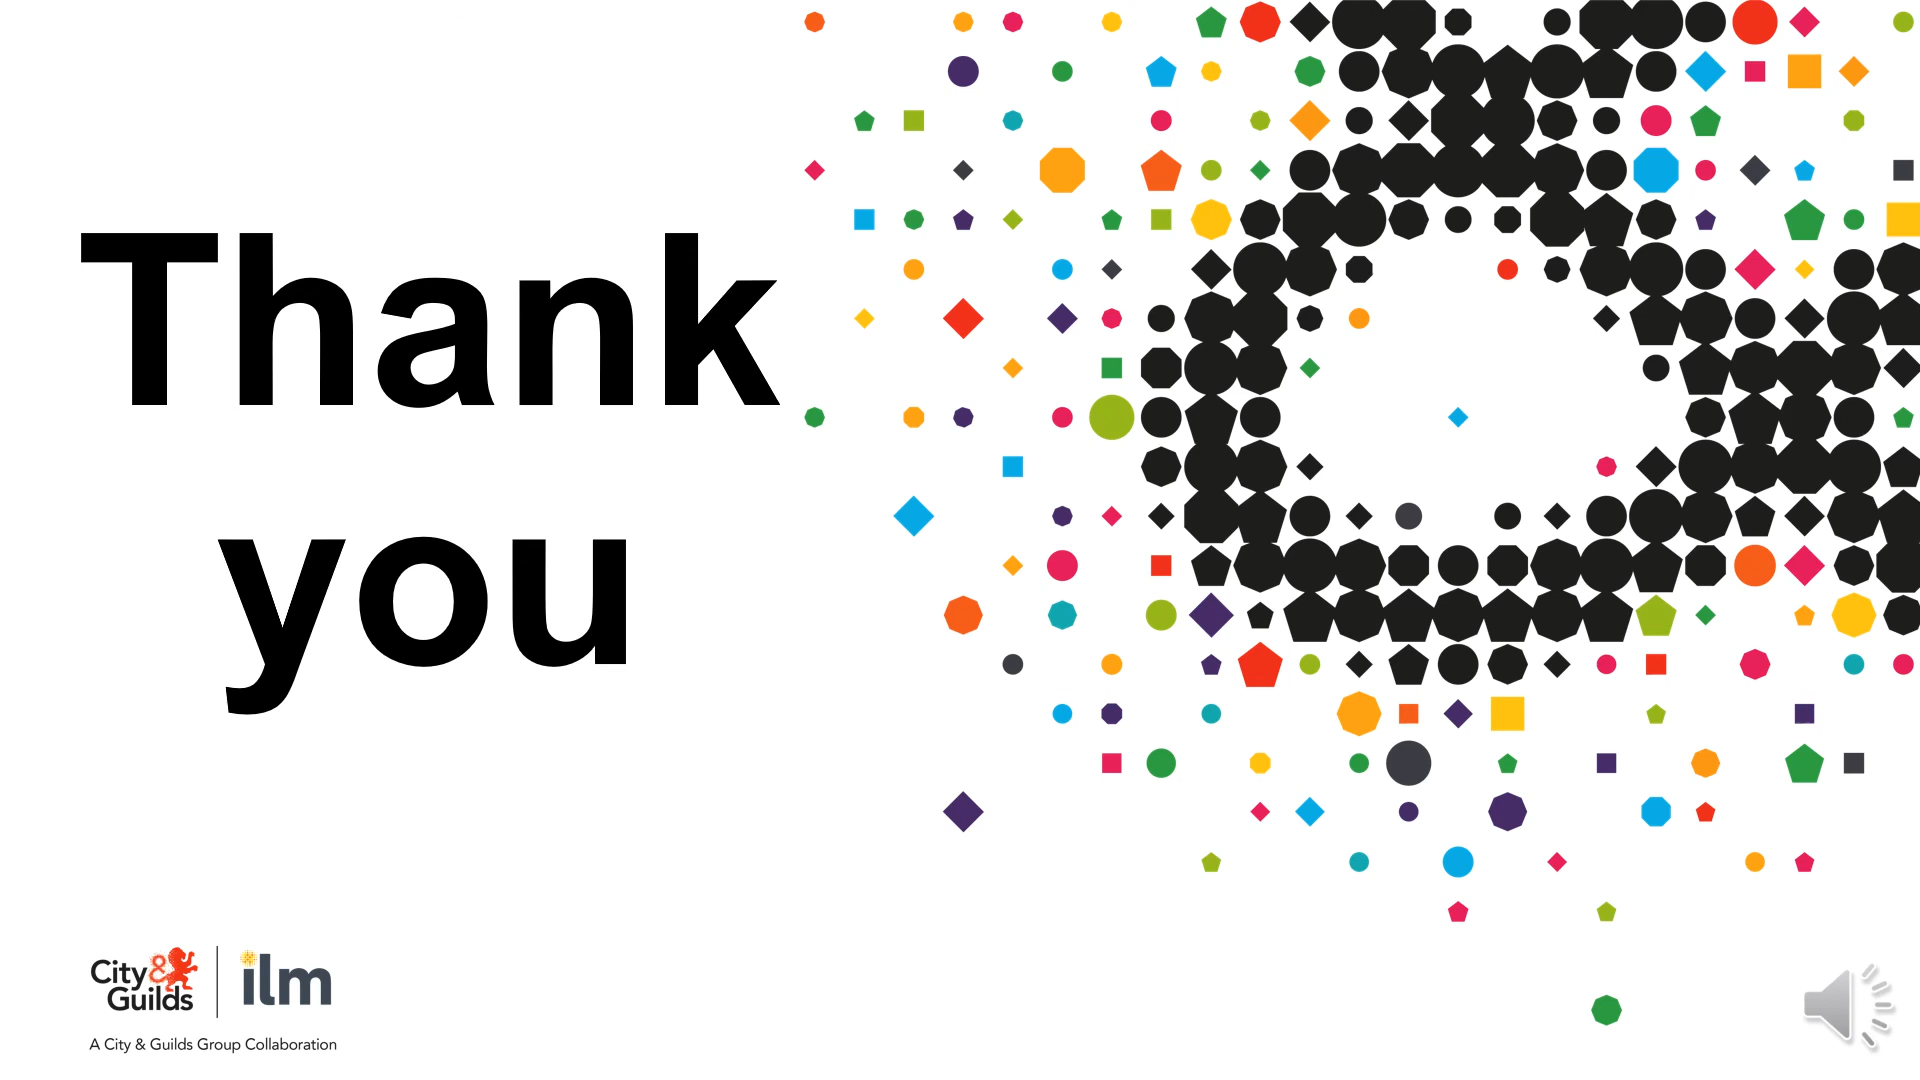 Thank
you
City&
Guilds
ilm
A City & Guilds Group Collaboration